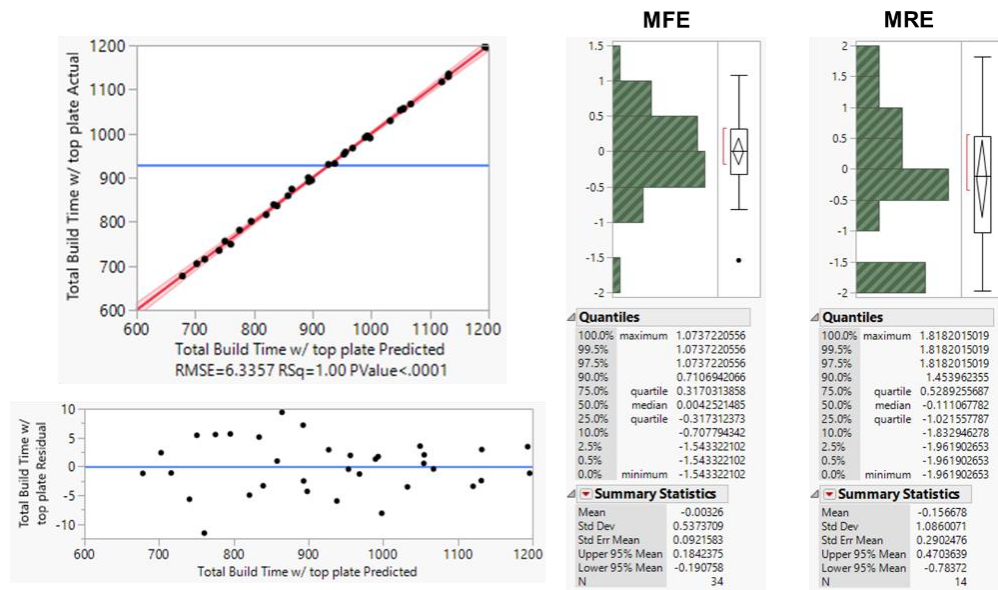 MFE
MRE
1200
1100
1000
900
800
700
600
Total Build Time w/ top plate Actual
600
700
800
900
1000
1100
1200
Total Build Time w/ top plate Predicted
RMSE=6.3357 RSq=1.00 PValue<.0001
10
5
0
-5
-10
Total Build Time w/
top plate Residual
600
700
800
900
1000
1100
1200
Total Build Time w/ top plate Predicted
1.5
1
0.5
0
-0.5
-1
-1.5
-2
Quantiles
100.0% maximum 1.0737220556
99.5% 1.0737220556
97.5% 1.0737220556
90.0% 0.7106942066
75.0% quartile 0.3170313858
50.0% median 0.0042521485
25.0% quartile -0.317312373
10.0% -0.707794342
2.5% -1.543322102
0.5% -1.543322102
0.0% minimum -1.543322102
Summary Statistics
Mean -0.00326
Std Dev 0.5373709
Std Err Mean 0.0921583
Upper 95% Mean 0.1842375
Lower 95% Mean -0.190758
N 34
2
1.5
1
0.5
0
-0.5
-1
-1.5
-2
Quantiles
100.0% maximum 1.8182015019
99.5% 1.8182015019
97.5% 1.8182015019
90.0% 1.453962355
75.0% quartile 0.5289255687
50.0% median -0.111067782
25.0% quartile -1.021557787
10.0% -1.832946278
2.5% -1.961902653
0.5% -1.961902653
0.0% minimum -1.961902653
Summary Statistics
Mean -0.156678
Std Dev 1.0860071
Std Err Mean 0.2902476
Upper 95% Mean 0.4703639
Lower 95% Mean -0.78372
N 14